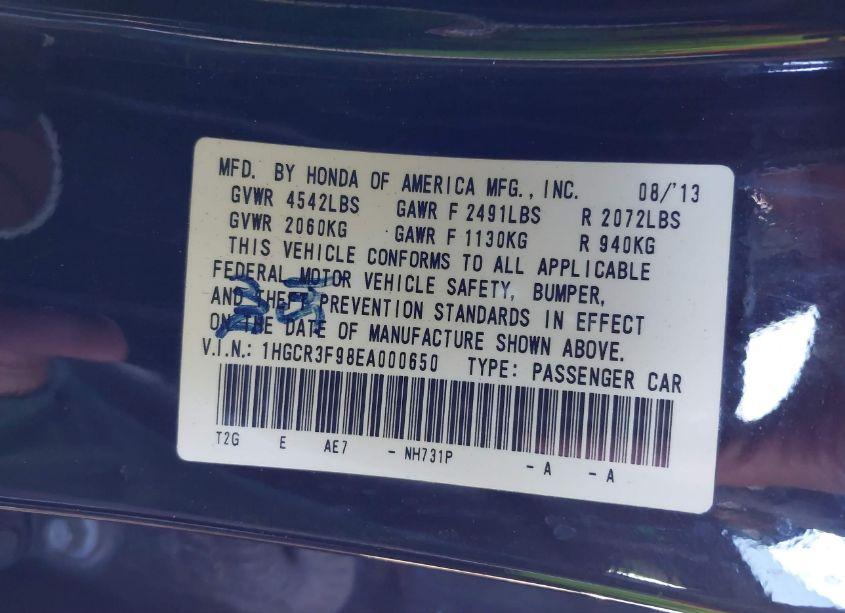 MFD. BY HONDA OF AMERICA MFG., INC. 08/'13
GVWR 4542LBS GAWR F 2491LBS R 2072LBS
GVWR 2060KG GAWR F 1130KG R 940KG
THIS VEHICLE CONFORMS TO ALL APPLICABLE
FEDERAL MOTOR VEHICLE SAFETY, BUMPER,
AND THEFT PREVENTION STANDARDS IN EFFECT
ON THE DATE OF MANUFACTURE SHOWN ABOVE.
V.I.N.: 1HGCR3F98EA000650 TYPE: PASSENGER CAR
T2G E AE7 - NH731P - A - A